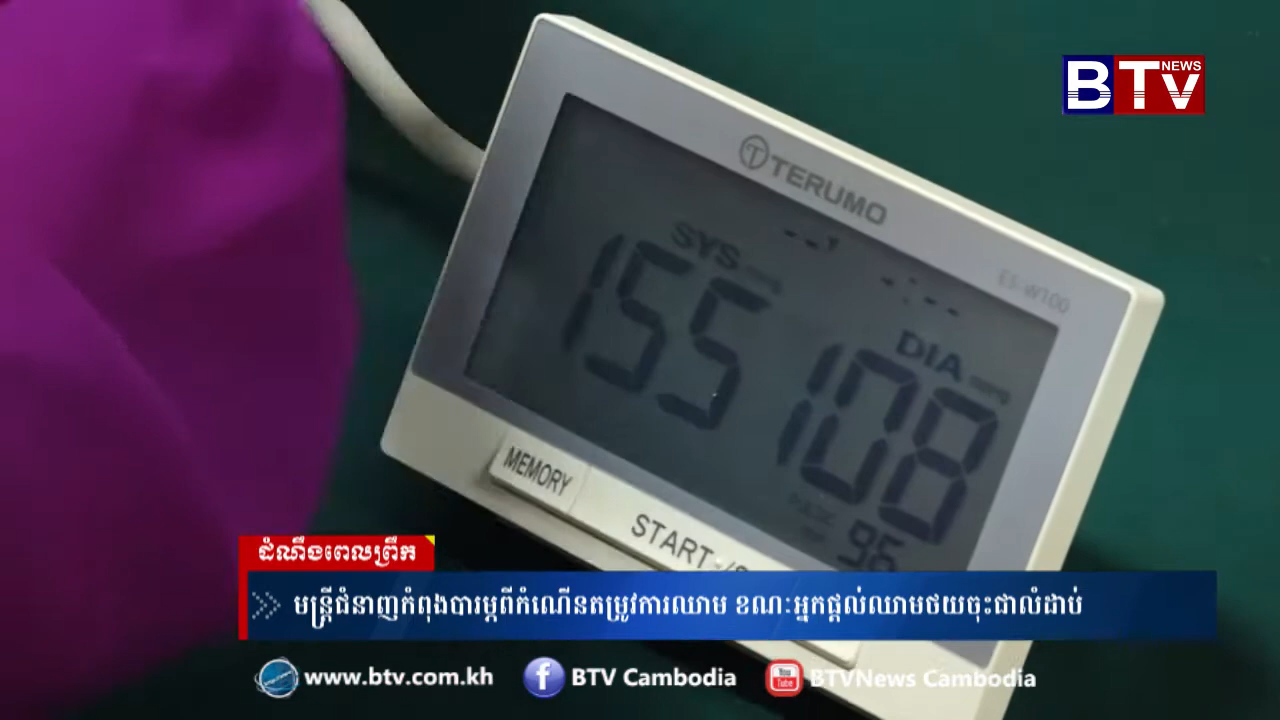 BTV NEWS
TERUMO
ES-W100
SYS
155
DIA
108
96
MEMORY
START
ដំណឹងពេលព្រឹក
មន្ត្រីជំនាញកំពុងបារម្ភពីកំណើនតម្រូវការឈាម ខណៈអ្នកផ្តល់ឈាមថយចុះជាលំដាប់
www.btv.com.kh
BTV Cambodia
You Tube
BTVNews Cambodia